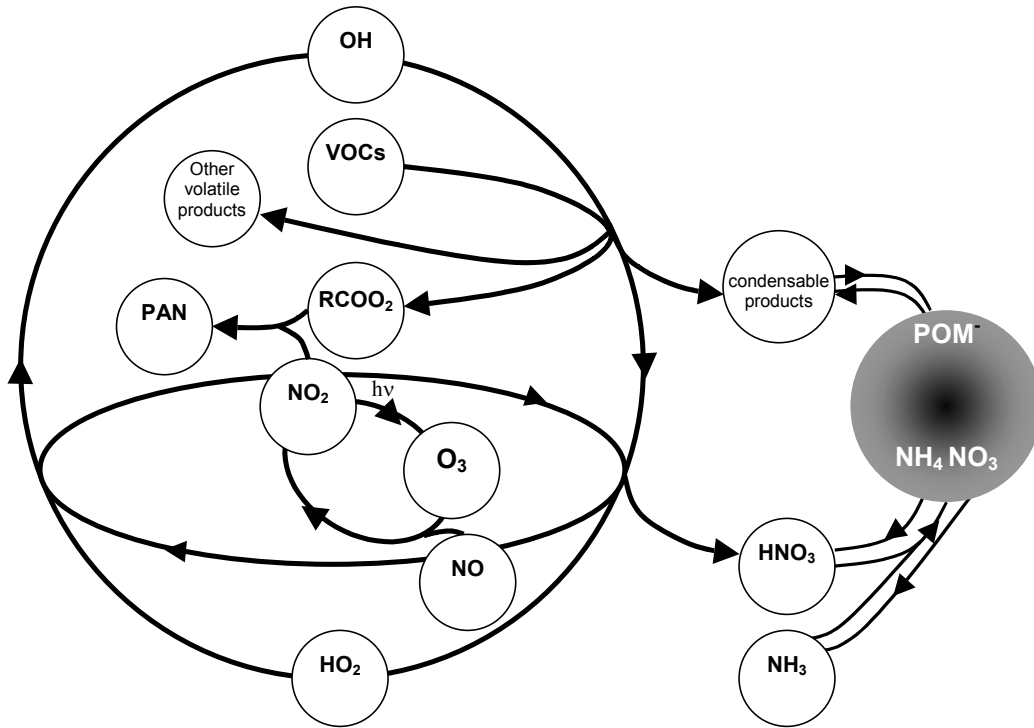 OH
VOCs
Other
volatile
products
condensable
products
RCOO₂
PAN
POM⁻
NO₂
hν
O₃
NH₄ NO₃
HNO₃
NO
HO₂
NH₃